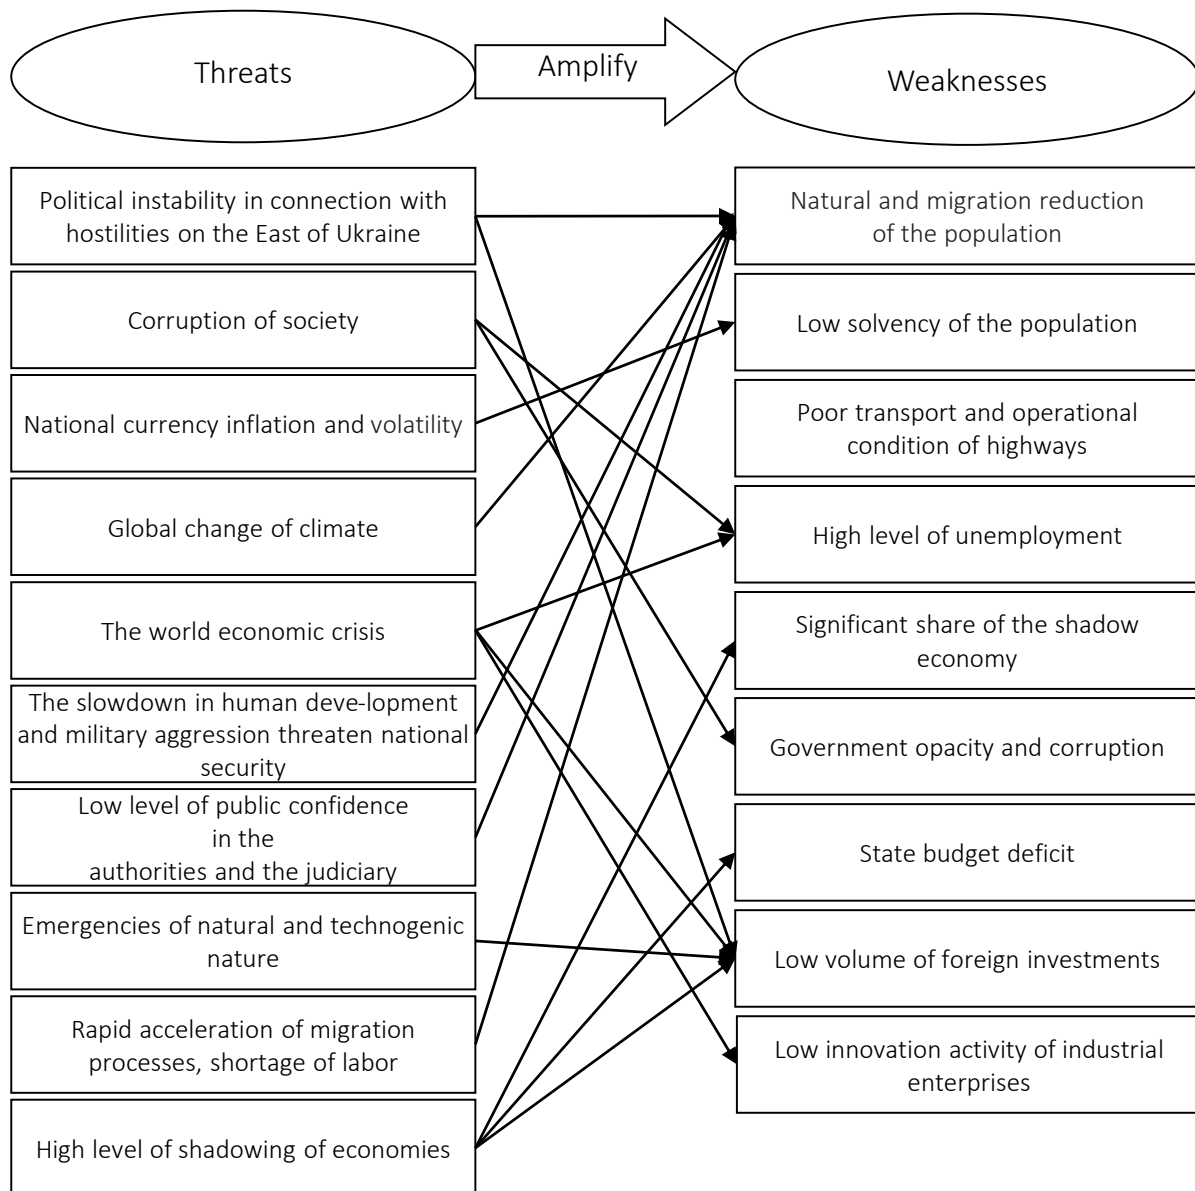 Threats
Amplify
Weaknesses
Political instability in connection with
hostilities on the East of Ukraine
Corruption of society
National currency inflation and volatility
Global change of climate
The world economic crisis
The slowdown in human deve-lopment
and military aggression threaten national
security
Low level of public confidence
in the
authorities and the judiciary
Emergencies of natural and technogenic
nature
Rapid acceleration of migration
processes, shortage of labor
High level of shadowing of economies
Natural and migration reduction
of the population
Low solvency of the population
Poor transport and operational
condition of highways
High level of unemployment
Significant share of the shadow
economy
Government opacity and corruption
State budget deficit
Low volume of foreign investments
Low innovation activity of industrial
enterprises